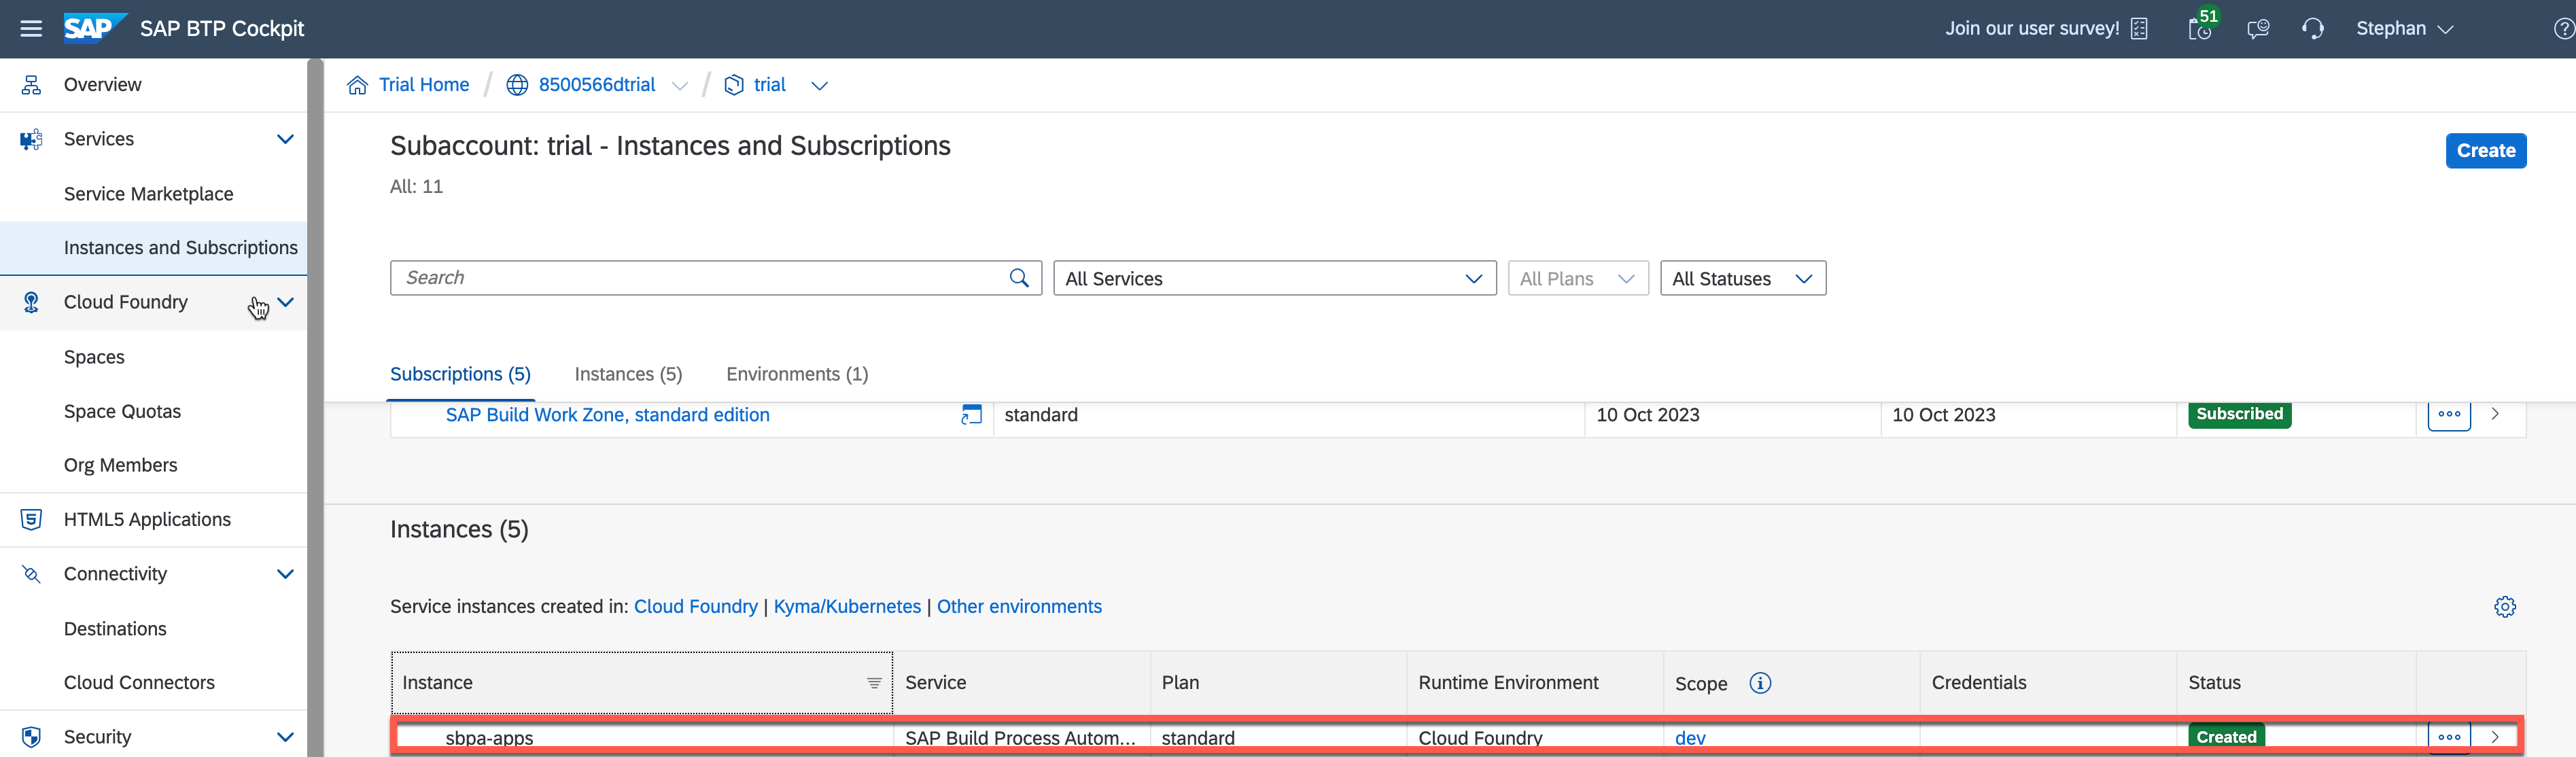 SAP SAP BTP Cockpit Join our user survey! 51 Stephan
Overview
Services
Service Marketplace
Instances and Subscriptions
Cloud Foundry
Spaces
Space Quotas
Org Members
HTML5 Applications
Connectivity
Destinations
Cloud Connectors
Security
Trial Home / 8500566dtrial / trial
Subaccount: trial - Instances and Subscriptions
Create
All: 11
Search All Services All Plans All Statuses
Subscriptions (5) Instances (5) Environments (1)
SAP Build Work Zone, standard edition standard 10 Oct 2023 10 Oct 2023 Subscribed
Instances (5)
Service instances created in: Cloud Foundry | Kyma/Kubernetes | Other environments
Instance Service Plan Runtime Environment Scope Credentials Status
sbpa-apps SAP Build Process Autom... standard Cloud Foundry dev Created